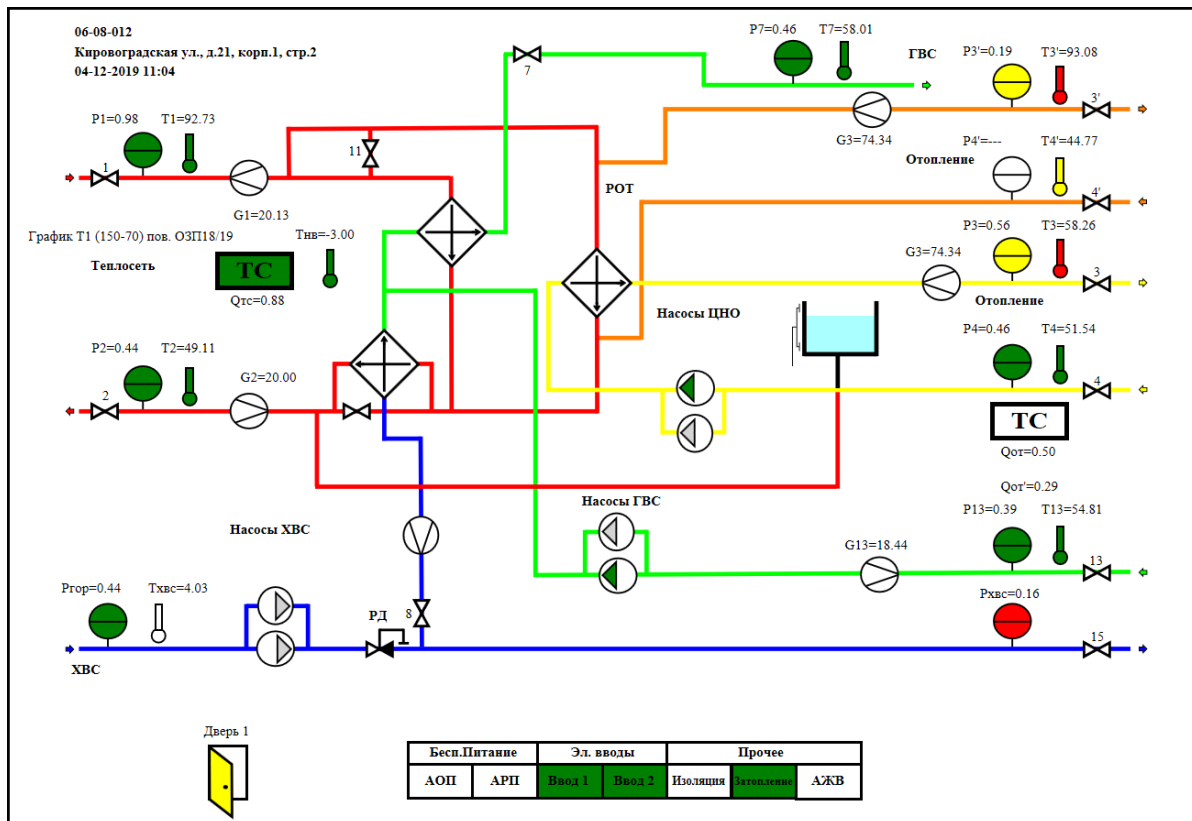 06-08-012
Кировоградская ул., д.21, корп.1, стр.2
04-12-2019 11:04
P7=0.46 T7=58.01
ГВС
P3'=0.19 T3'=93.08
7
3'
G3=74.34
P1=0.98 T1=92.73
1
11
G1=20.13
P4'=--- T4'=44.77
Отопление
4'
РОТ
График Т1 (150-70) пов. ОЗП18/19
Тнв=-3.00
Теплосеть
ТС
Qтс=0.88
P3=0.56 T3=58.26
G3=74.34
3
Отопление
Насосы ЦНО
P2=0.44 T2=49.11
G2=20.00
2
P4=0.46 T4=51.54
4
ТС
Qот=0.50
Qот'=0.29
Насосы ГВС
P13=0.39 T13=54.81
G13=18.44
13
Насосы ХВС
Pгор=0.44 Tхвс=4.03
8
РД
Pхвс=0.16
15
ХВС
Дверь 1
Бесп.Питание Эл. вводы Прочее
АОП АРП Ввод 1 Ввод 2 Изоляция Затопление АЖВ